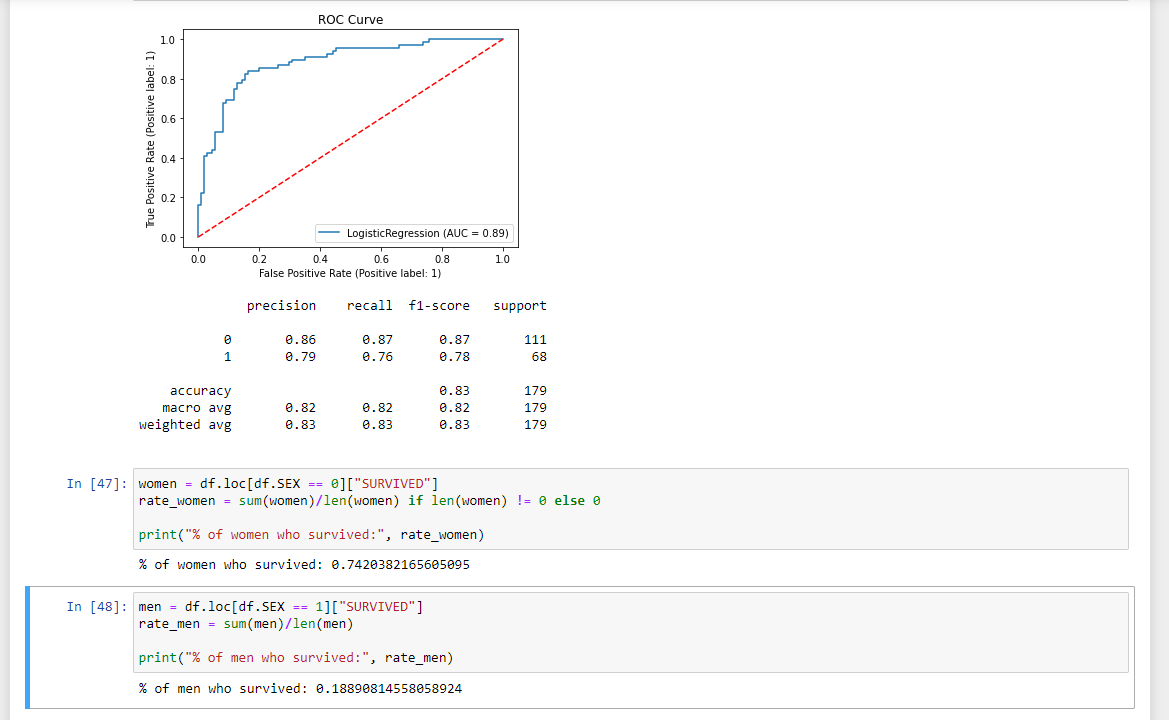 ROC Curve
True Positive Rate (Positive label: 1)
1.0
0.8
0.6
0.4
0.2
0.0
LogisticRegression (AUC = 0.89)
0.0 0.2 0.4 0.6 0.8 1.0
False Positive Rate (Positive label: 1)
precision recall f1-score support
0 0.86 0.87 0.87 111
1 0.79 0.76 0.78 68
accuracy 0.83 179
macro avg 0.82 0.82 0.82 179
weighted avg 0.83 0.83 0.83 179
In [47]: women = df.loc[df.SEX == 0]["SURVIVED"]
rate_women = sum(women)/len(women) if len(women) != 0 else 0
print("% of women who survived:", rate_women)
% of women who survived: 0.7420382165605095
In [48]: men = df.loc[df.SEX == 1]["SURVIVED"]
rate_men = sum(men)/len(men)
print("% of men who survived:", rate_men)
% of men who survived: 0.18890814558058924